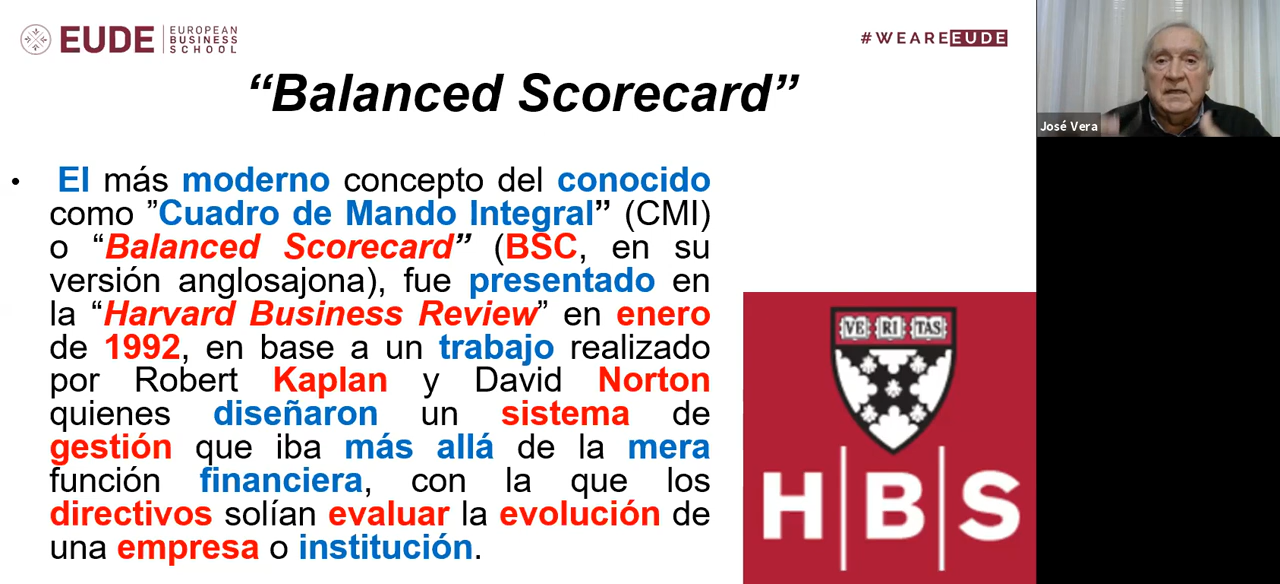 EUDE
EUROPEAN
BUSINESS
SCHOOL
#WEAREEUDE
“Balanced Scorecard”
• El más moderno concepto del conocido
como ”Cuadro de Mando Integral” (CMI)
o “Balanced Scorecard” (BSC, en su
versión anglosajona), fue presentado en
la “Harvard Business Review” en enero
de 1992, en base a un trabajo realizado
por Robert Kaplan y David Norton
quienes diseñaron un sistema de
gestión que iba más allá de la mera
función financiera, con la que los
directivos solían evaluar la evolución de
una empresa o institución.
VE RI TAS
H|B|S
José Vera